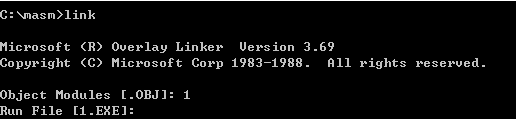 C:\masm>link
Microsoft (R) Overlay Linker  Version 3.69
Copyright (C) Microsoft Corp 1983-1988.  All rights reserved.
Object Modules [.OBJ]: 1
Run File [1.EXE]: